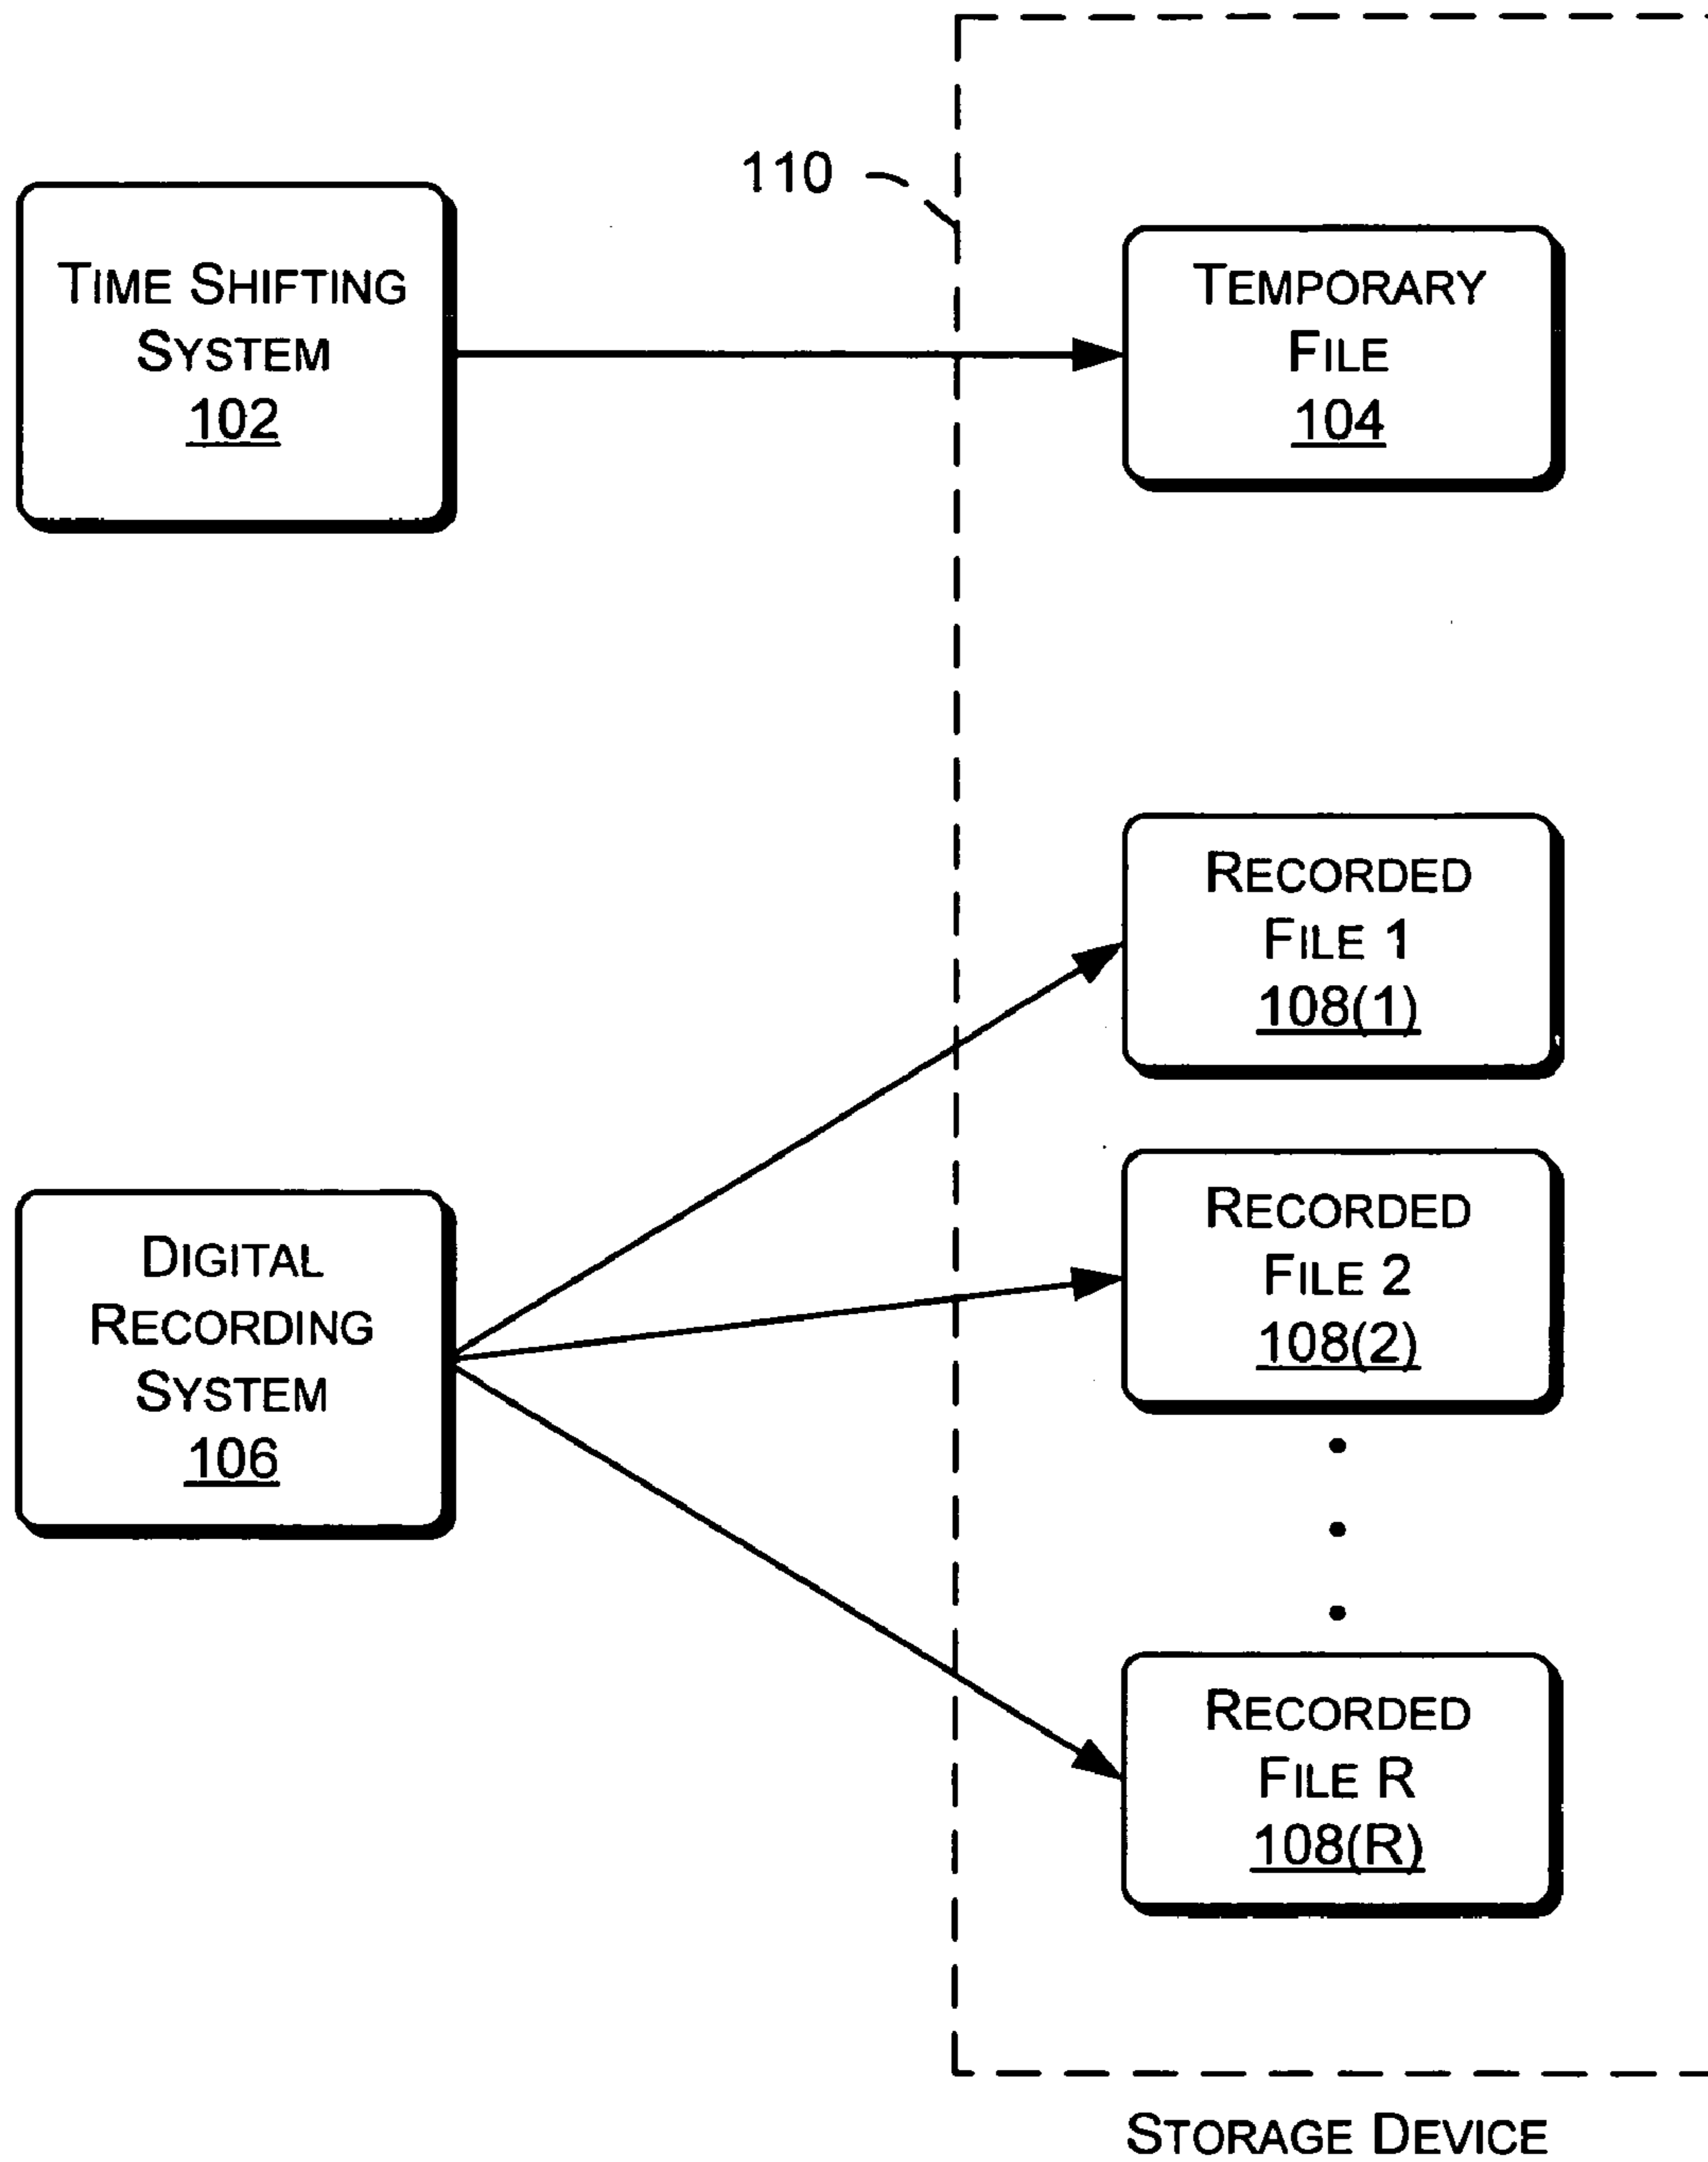 110
TIME SHIFTING
SYSTEM
102
TEMPORARY
FILE
104
RECORDED
FILE 1
108(1)
RECORDED
FILE 2
108(2)
DIGITAL
RECORDING
SYSTEM
106
RECORDED
FILE R
108(R)
STORAGE DEVICE